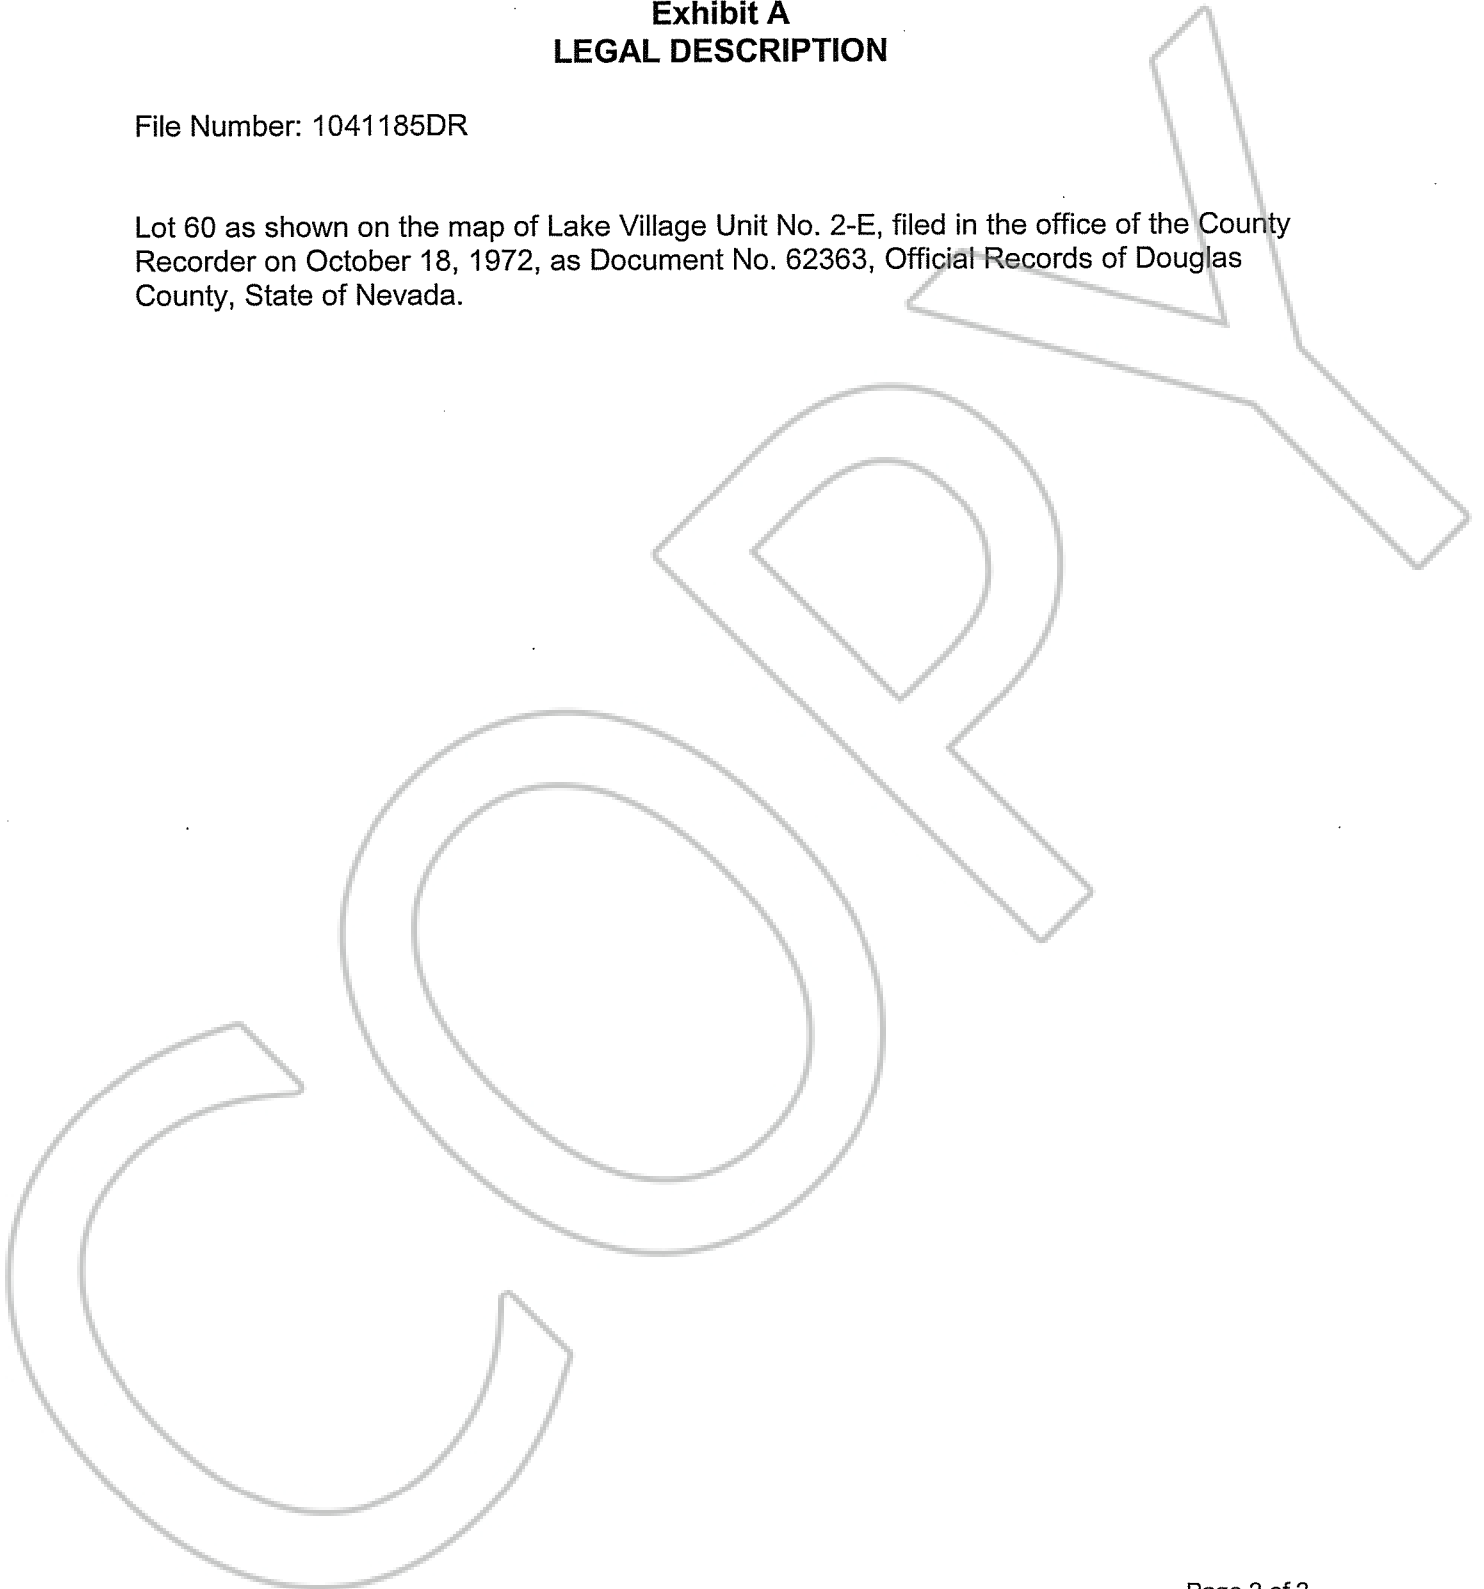 Exhibit A
LEGAL DESCRIPTION
File Number: 1041185DR
Lot 60 as shown on the map of Lake Village Unit No. 2-E, filed in the office of the County
Recorder on October 18, 1972, as Document No. 62363, Official Records of Douglas
County, State of Nevada.
COPY